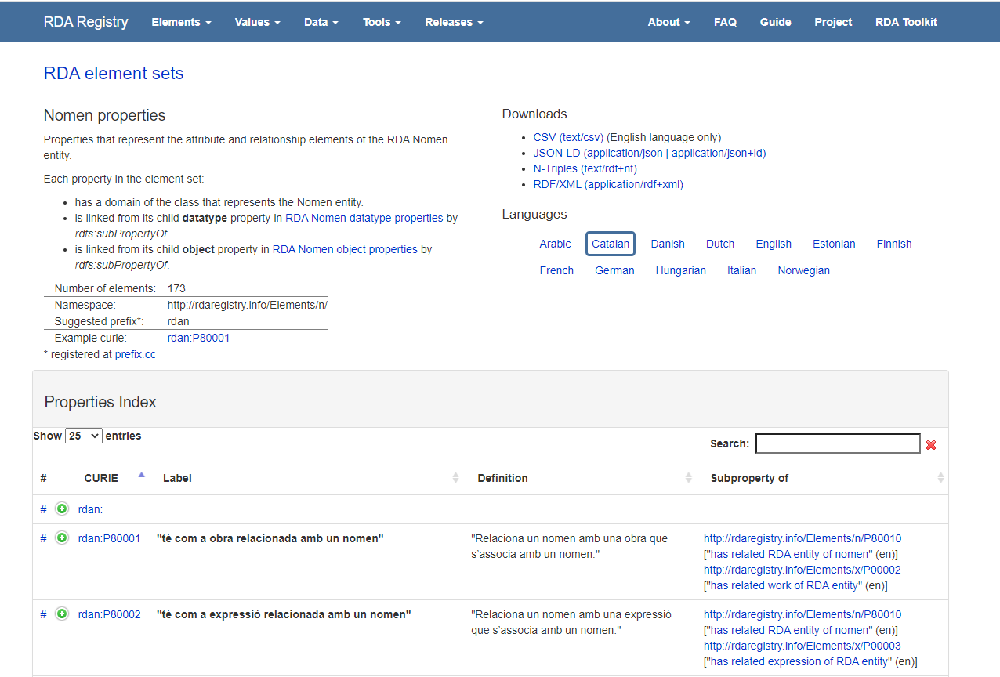 RDA Registry Elements Values Data Tools Releases About FAQ Guide Project RDA Toolkit
RDA element sets
Nomen properties
Properties that represent the attribute and relationship elements of the RDA Nomen
entity.
Each property in the element set:
• has a domain of the class that represents the Nomen entity.
• is linked from its child datatype property in RDA Nomen datatype properties by
rdfs:subPropertyOf.
• is linked from its child object property in RDA Nomen object properties by
rdfs:subPropertyOf.
Number of elements: 173
Namespace: http://rdaregistry.info/Elements/n/
Suggested prefix*: rdan
Example curie: rdan:P80001
* registered at prefix.cc
Downloads
• CSV (text/csv) (English language only)
• JSON-LD (application/json | application/json+ld)
• N-Triples (text/rdf+nt)
• RDF/XML (application/rdf+xml)
Languages
Arabic Catalan Danish Dutch English Estonian Finnish
French German Hungarian Italian Norwegian
Properties Index
Show 25 entries
Search:
# CURIE Label Definition Subproperty of
# rdan:
# rdan:P80001 "té com a obra relacionada amb un nomen"
"Relaciona un nomen amb una obra que
s’associa amb un nomen."
http://rdaregistry.info/Elements/n/P80010
["has related RDA entity of nomen" (en)]
http://rdaregistry.info/Elements/x/P00002
["has related work of RDA entity" (en)]
# rdan:P80002 "té com a expressió relacionada amb un nomen"
"Relaciona un nomen amb una expressió
que s’associa amb un nomen."
http://rdaregistry.info/Elements/n/P80010
["has related RDA entity of nomen" (en)]
http://rdaregistry.info/Elements/x/P00003
["has related expression of RDA entity" (en)]